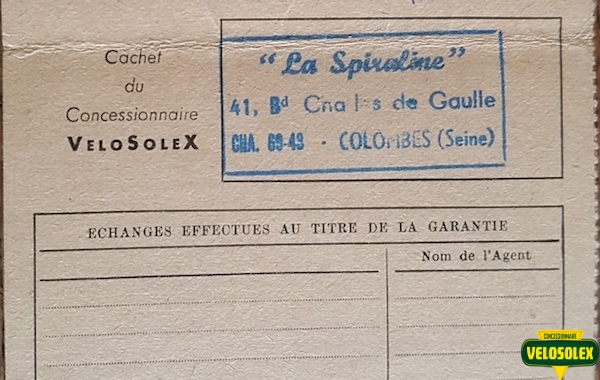 Cachet
du
Concessionnaire
VELOSOLEX
"La Spiraline"
41, Bd Charles de Gaulle
CHA. 69-43 - COLOMBES (Seine)
ECHANGES EFFECTUES AU TITRE DE LA GARANTIE
Nom de l'Agent
CONCESSIONNAIRE
VELOSOLEX